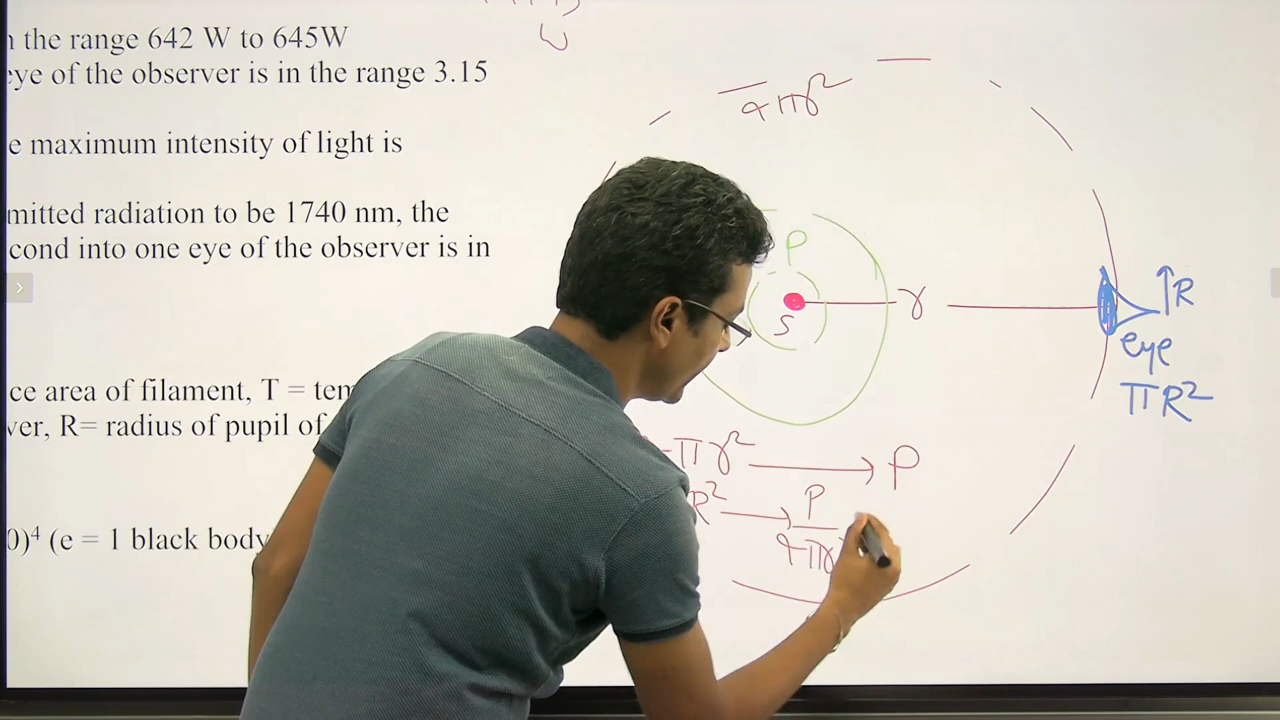 the range 642 W to 645W
eye of the observer is in the range 3.15
maximum intensity of light is
mitted radiation to be 1740 nm, the
cond into one eye of the observer is in
ce area of filament, T =
ver, R= radius of pupil of
0)⁴ (e = 1 black body
4πr²
P
S
r
R
eye
πR²
πr² → P
R² → P
4πr